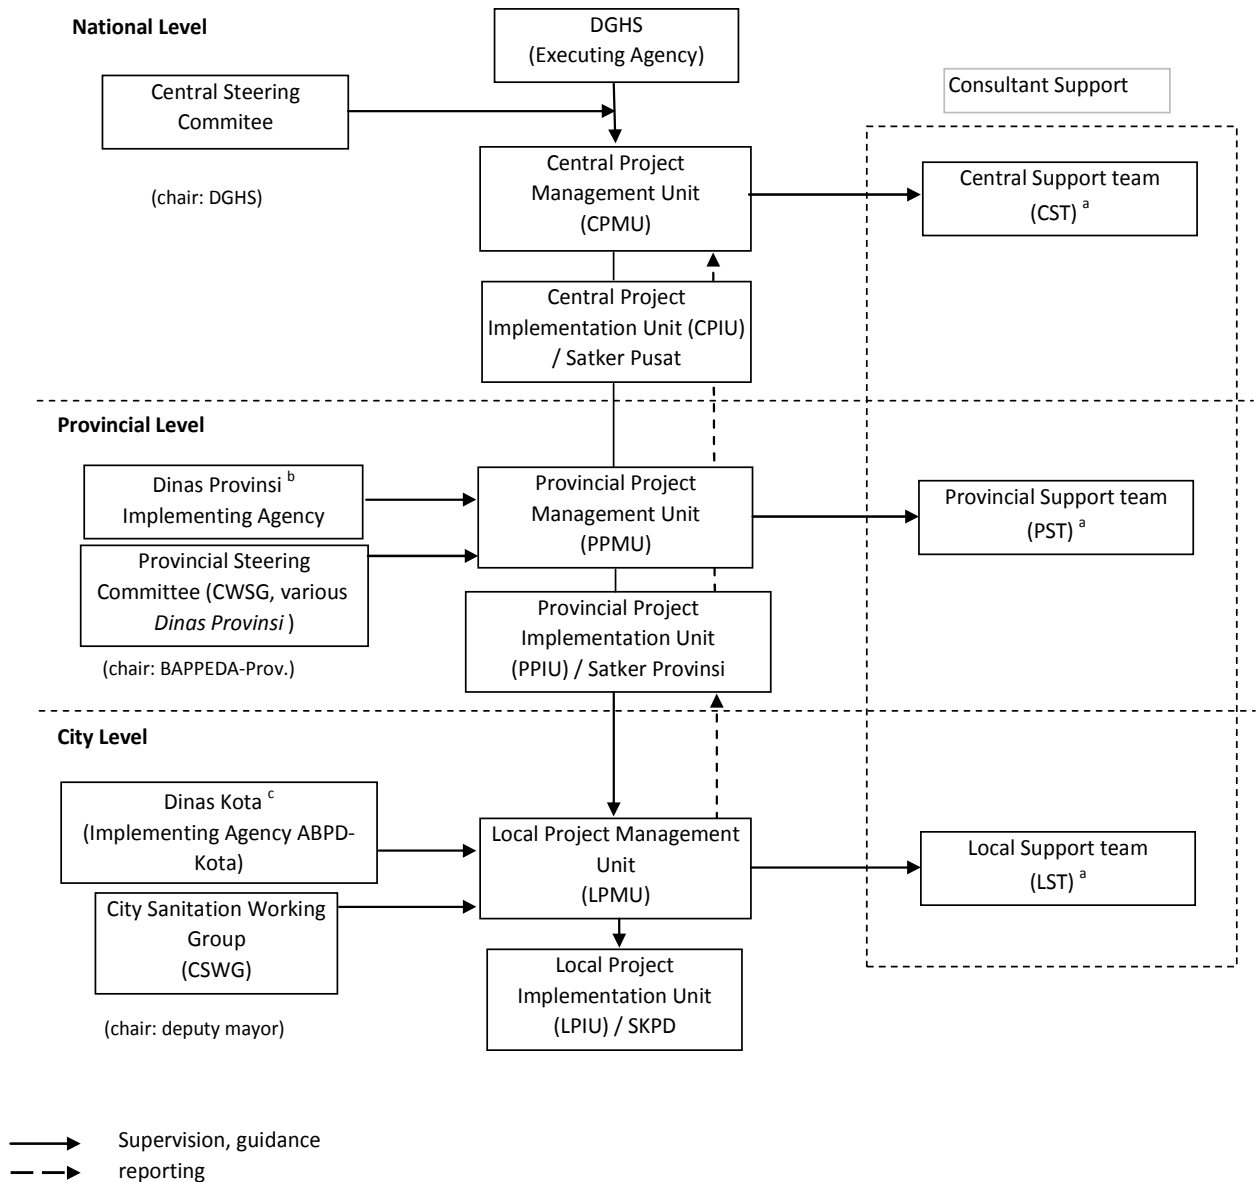 National Level
DGHS
(Executing Agency)
Central Steering
Commitee
(chair: DGHS)
Consultant Support
Central Project
Management Unit
(CPMU)
Central Support team
(CST) a
Central Project
Implementation Unit (CPIU)
/ Satker Pusat
Provincial Level
Dinas Provinsi b
Implementing Agency
Provincial Steering
Committee (CWSG, various
Dinas Provinsi )
(chair: BAPPEDA-Prov.)
Provincial Project
Management Unit
(PPMU)
Provincial Support team
(PST) a
Provincial Project
Implementation Unit
(PPIU) / Satker Provinsi
City Level
Dinas Kota c
(Implementing Agency ABPD-
Kota)
City Sanitation Working
Group
(CSWG)
(chair: deputy mayor)
Local Project Management
Unit
(LPMU)
Local Support team
(LST) a
Local Project
Implementation Unit
(LPIU) / SKPD
Supervision, guidance
reporting